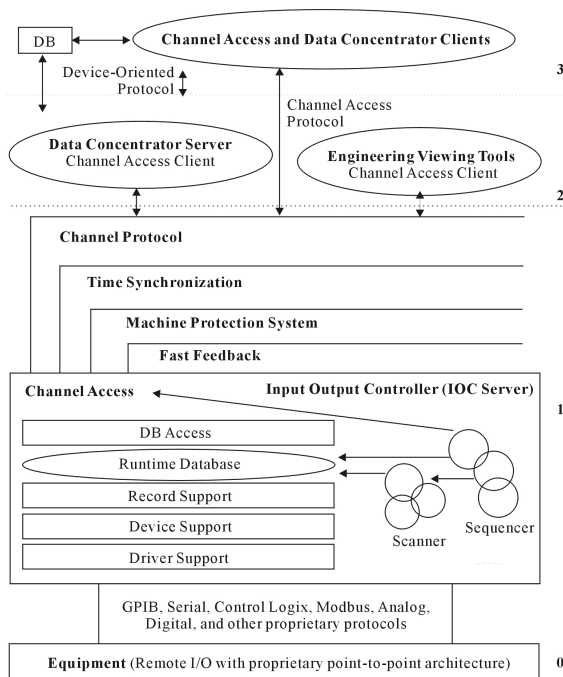 DB
Channel Access and Data Concentrator Clients
Device-Oriented
Protocol
3
Channel Access
Protocol
Data Concentrator Server
Channel Access Client
Engineering Viewing Tools
Channel Access Client
2
Channel Protocol
Time Synchronization
Machine Protection System
Fast Feedback
Channel Access
Input Output Controller (IOC Server)
1
DB Access
Runtime Database
Record Support
Device Support
Driver Support
Scanner
Sequencer
GPIB, Serial, Control Logix, Modbus, Analog,
Digital, and other proprietary protocols
Equipment (Remote I/O with proprietary point-to-point architecture)
0